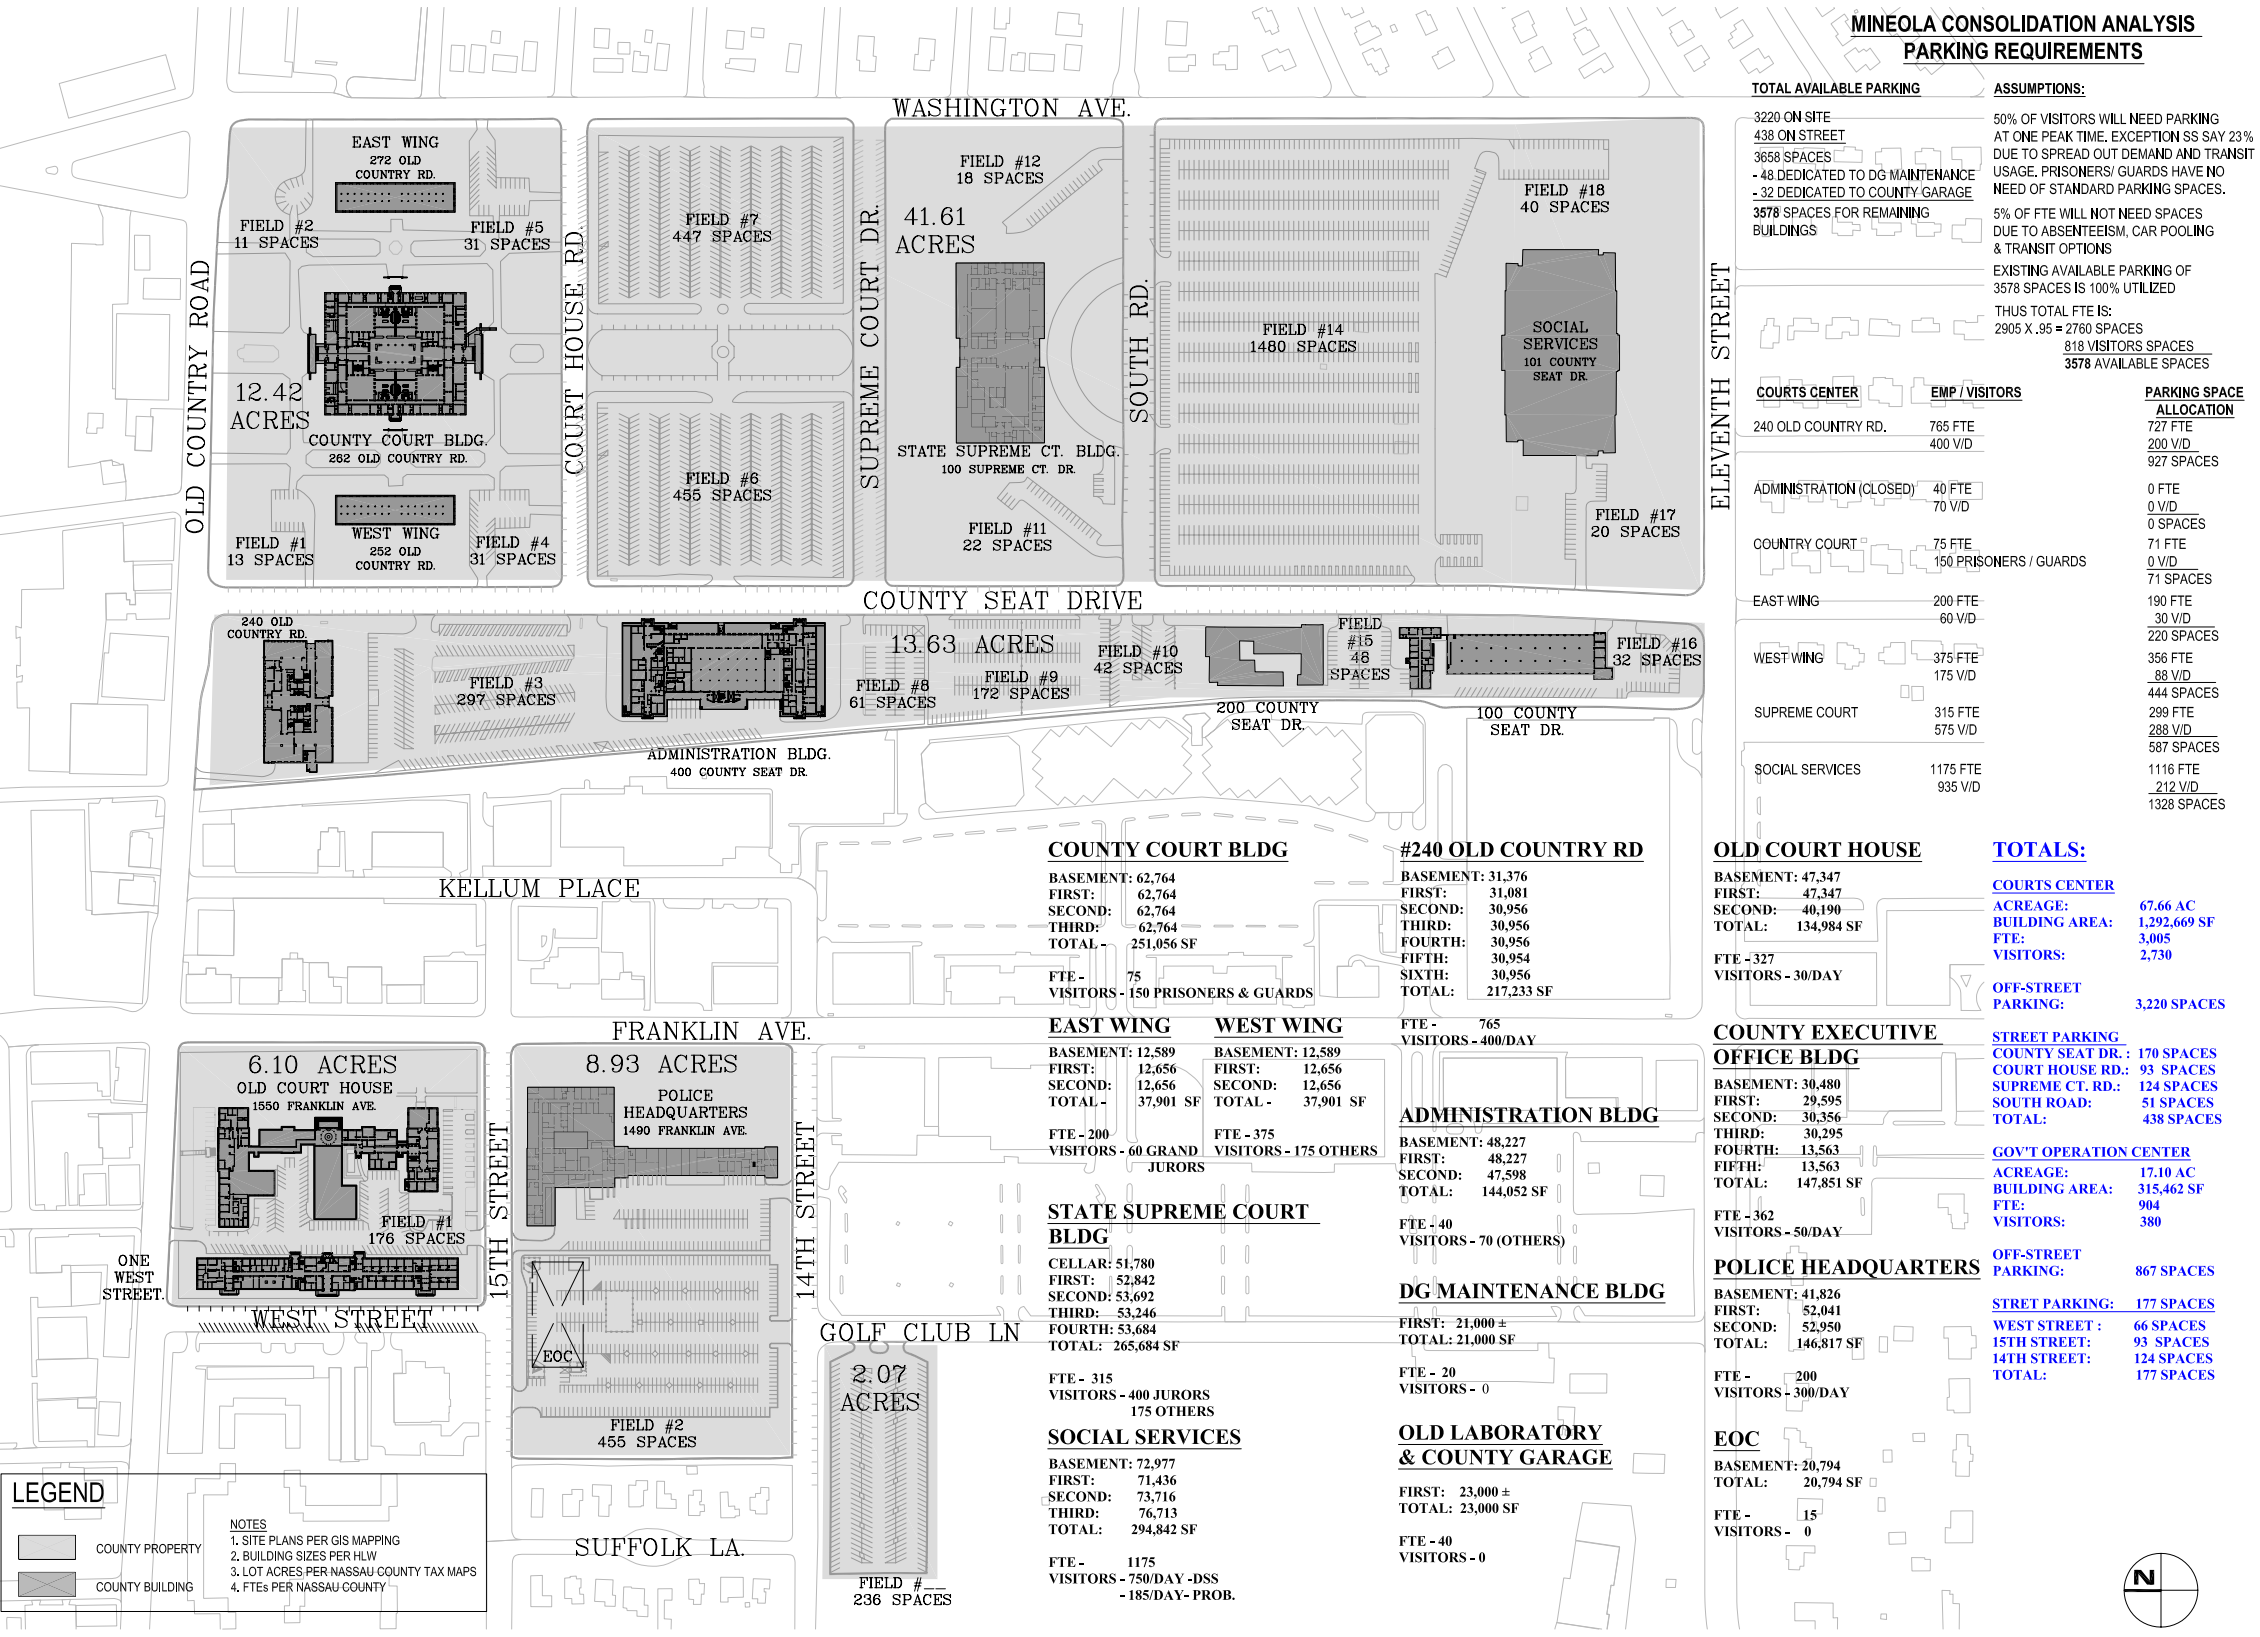 MINEOLA CONSOLIDATION ANALYSIS
PARKING REQUIREMENTS
TOTAL AVAILABLE PARKING
3220 ON SITE
438 ON STREET
3658 SPACES
- 48 DEDICATED TO DG MAINTENANCE
- 32 DEDICATED TO COUNTY GARAGE
3578 SPACES FOR REMAINING
BUILDINGS
ASSUMPTIONS:
50% OF VISITORS WILL NEED PARKING
AT ONE PEAK TIME. EXCEPTION SS SAY 23%
DUE TO SPREAD OUT DEMAND AND TRANSIT
USAGE. PRISONERS/ GUARDS HAVE NO
NEED OF STANDARD PARKING SPACES.
5% OF FTE WILL NOT NEED SPACES
DUE TO ABSENTEEISM, CAR POOLING
& TRANSIT OPTIONS
EXISTING AVAILABLE PARKING OF
3578 SPACES IS 100% UTILIZED
THUS TOTAL FTE IS:
2905 X .95 = 2760 SPACES
818 VISITORS SPACES
3578 AVAILABLE SPACES
COURTS CENTER EMP / VISITORS PARKING SPACE
ALLOCATION
240 OLD COUNTRY RD. 765 FTE 727 FTE
400 V/D 200 V/D
927 SPACES
ADMINISTRATION (CLOSED) 40 FTE 0 FTE
70 V/D 0 V/D
0 SPACES
COUNTRY COURT 75 FTE 71 FTE
150 PRISONERS / GUARDS 0 V/D
71 SPACES
EAST WING 200 FTE 190 FTE
60 V/D 30 V/D
220 SPACES
WEST WING 375 FTE 356 FTE
175 V/D 88 V/D
444 SPACES
SUPREME COURT 315 FTE 299 FTE
575 V/D 288 V/D
587 SPACES
SOCIAL SERVICES 1175 FTE 1116 FTE
935 V/D 212 V/D
1328 SPACES
WASHINGTON AVE.
OLD COUNTRY ROAD
COURT HOUSE RD.
SUPREME COURT DR.
SOUTH RD.
ELEVENTH STREET
COUNTY SEAT DRIVE
EAST WING
272 OLD
COUNTRY RD.
FIELD #2
11 SPACES
FIELD #5
31 SPACES
12.42
ACRES
COUNTY COURT BLDG.
262 OLD COUNTRY RD.
WEST WING
252 OLD
COUNTRY RD.
FIELD #1
13 SPACES
FIELD #4
31 SPACES
FIELD #7
447 SPACES
FIELD #6
455 SPACES
FIELD #12
18 SPACES
41.61
ACRES
STATE SUPREME CT. BLDG.
100 SUPREME CT. DR.
FIELD #11
22 SPACES
FIELD #14
1480 SPACES
FIELD #18
40 SPACES
SOCIAL
SERVICES
101 COUNTY
SEAT DR.
FIELD #17
20 SPACES
240 OLD
COUNTRY RD.
FIELD #3
297 SPACES
ADMINISTRATION BLDG.
400 COUNTY SEAT DR.
13.63 ACRES
FIELD #8
61 SPACES
FIELD #9
172 SPACES
FIELD #10
42 SPACES
200 COUNTY
SEAT DR.
FIELD
#15
48
SPACES
100 COUNTY
SEAT DR.
FIELD #16
32 SPACES
KELLUM PLACE
FRANKLIN AVE.
6.10 ACRES
OLD COURT HOUSE
1550 FRANKLIN AVE.
FIELD #1
176 SPACES
ONE
WEST
STREET.
WEST STREET
15TH STREET
8.93 ACRES
POLICE
HEADQUARTERS
1490 FRANKLIN AVE.
EOC
FIELD #2
455 SPACES
14TH STREET
GOLF CLUB LN
2.07
ACRES
FIELD #__
236 SPACES
SUFFOLK LA.
COUNTY COURT BLDG
BASEMENT: 62,764
FIRST: 62,764
SECOND: 62,764
THIRD: 62,764
TOTAL - 251,056 SF
FTE - 75
VISITORS - 150 PRISONERS & GUARDS
EAST WING
BASEMENT: 12,589
FIRST: 12,656
SECOND: 12,656
TOTAL - 37,901 SF
FTE - 200
VISITORS - 60 GRAND
JURORS
WEST WING
BASEMENT: 12,589
FIRST: 12,656
SECOND: 12,656
TOTAL - 37,901 SF
FTE - 375
VISITORS - 175 OTHERS
STATE SUPREME COURT
BLDG
CELLAR: 51,780
FIRST: 52,842
SECOND: 53,692
THIRD: 53,246
FOURTH: 53,684
TOTAL: 265,684 SF
FTE - 315
VISITORS - 400 JURORS
175 OTHERS
SOCIAL SERVICES
BASEMENT: 72,977
FIRST: 71,436
SECOND: 73,716
THIRD: 76,713
TOTAL: 294,842 SF
FTE - 1175
VISITORS - 750/DAY -DSS
- 185/DAY- PROB.
#240 OLD COUNTRY RD
BASEMENT: 31,376
FIRST: 31,081
SECOND: 30,956
THIRD: 30,956
FOURTH: 30,956
FIFTH: 30,954
SIXTH: 30,956
TOTAL: 217,233 SF
FTE - 765
VISITORS - 400/DAY
ADMINISTRATION BLDG
BASEMENT: 48,227
FIRST: 48,227
SECOND: 47,598
TOTAL: 144,052 SF
FTE - 40
VISITORS - 70 (OTHERS)
DG MAINTENANCE BLDG
FIRST: 21,000 ±
TOTAL: 21,000 SF
FTE - 20
VISITORS - 0
OLD LABORATORY
& COUNTY GARAGE
FIRST: 23,000 ±
TOTAL: 23,000 SF
FTE - 40
VISITORS - 0
OLD COURT HOUSE
BASEMENT: 47,347
FIRST: 47,347
SECOND: 40,190
TOTAL: 134,984 SF
FTE - 327
VISITORS - 30/DAY
COUNTY EXECUTIVE
OFFICE BLDG
BASEMENT: 30,480
FIRST: 29,595
SECOND: 30,356
THIRD: 30,295
FOURTH: 13,563
FIFTH: 13,563
TOTAL: 147,851 SF
FTE - 362
VISITORS - 50/DAY
POLICE HEADQUARTERS
BASEMENT: 41,826
FIRST: 52,041
SECOND: 52,950
TOTAL: 146,817 SF
FTE - 200
VISITORS - 300/DAY
EOC
BASEMENT: 20,794
TOTAL: 20,794 SF
FTE - 15
VISITORS - 0
TOTALS:
COURTS CENTER
ACREAGE: 67.66 AC
BUILDING AREA: 1,292,669 SF
FTE: 3,005
VISITORS: 2,730
OFF-STREET
PARKING: 3,220 SPACES
STREET PARKING
COUNTY SEAT DR. : 170 SPACES
COURT HOUSE RD.: 93 SPACES
SUPREME CT. RD.: 124 SPACES
SOUTH ROAD: 51 SPACES
TOTAL: 438 SPACES
GOV'T OPERATION CENTER
ACREAGE: 17.10 AC
BUILDING AREA: 315,462 SF
FTE: 904
VISITORS: 380
OFF-STREET
PARKING: 867 SPACES
STRET PARKING: 177 SPACES
WEST STREET : 66 SPACES
15TH STREET: 93 SPACES
14TH STREET: 124 SPACES
TOTAL: 177 SPACES
LEGEND
COUNTY PROPERTY
COUNTY BUILDING
NOTES
1. SITE PLANS PER GIS MAPPING
2. BUILDING SIZES PER HLW
3. LOT ACRES PER NASSAU COUNTY TAX MAPS
4. FTEs PER NASSAU COUNTY
N